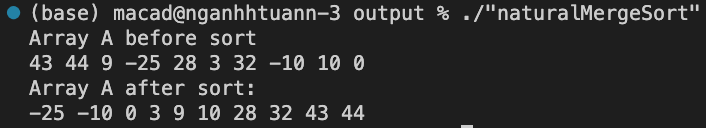 (base) macad@nganhhtuann-3 output % ./"naturalMergeSort"
Array A before sort
43 44 9 -25 28 3 32 -10 10 0
Array A after sort:
-25 -10 0 3 9 10 28 32 43 44